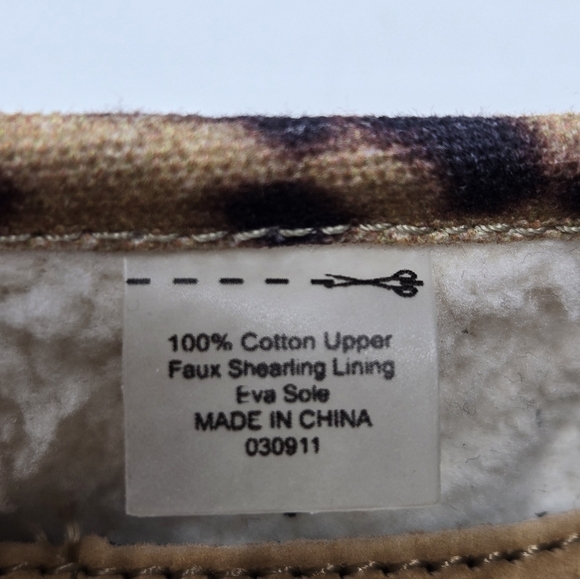 100% Cotton Upper
Faux Shearling Lining
Eva Sole
MADE IN CHINA
030911